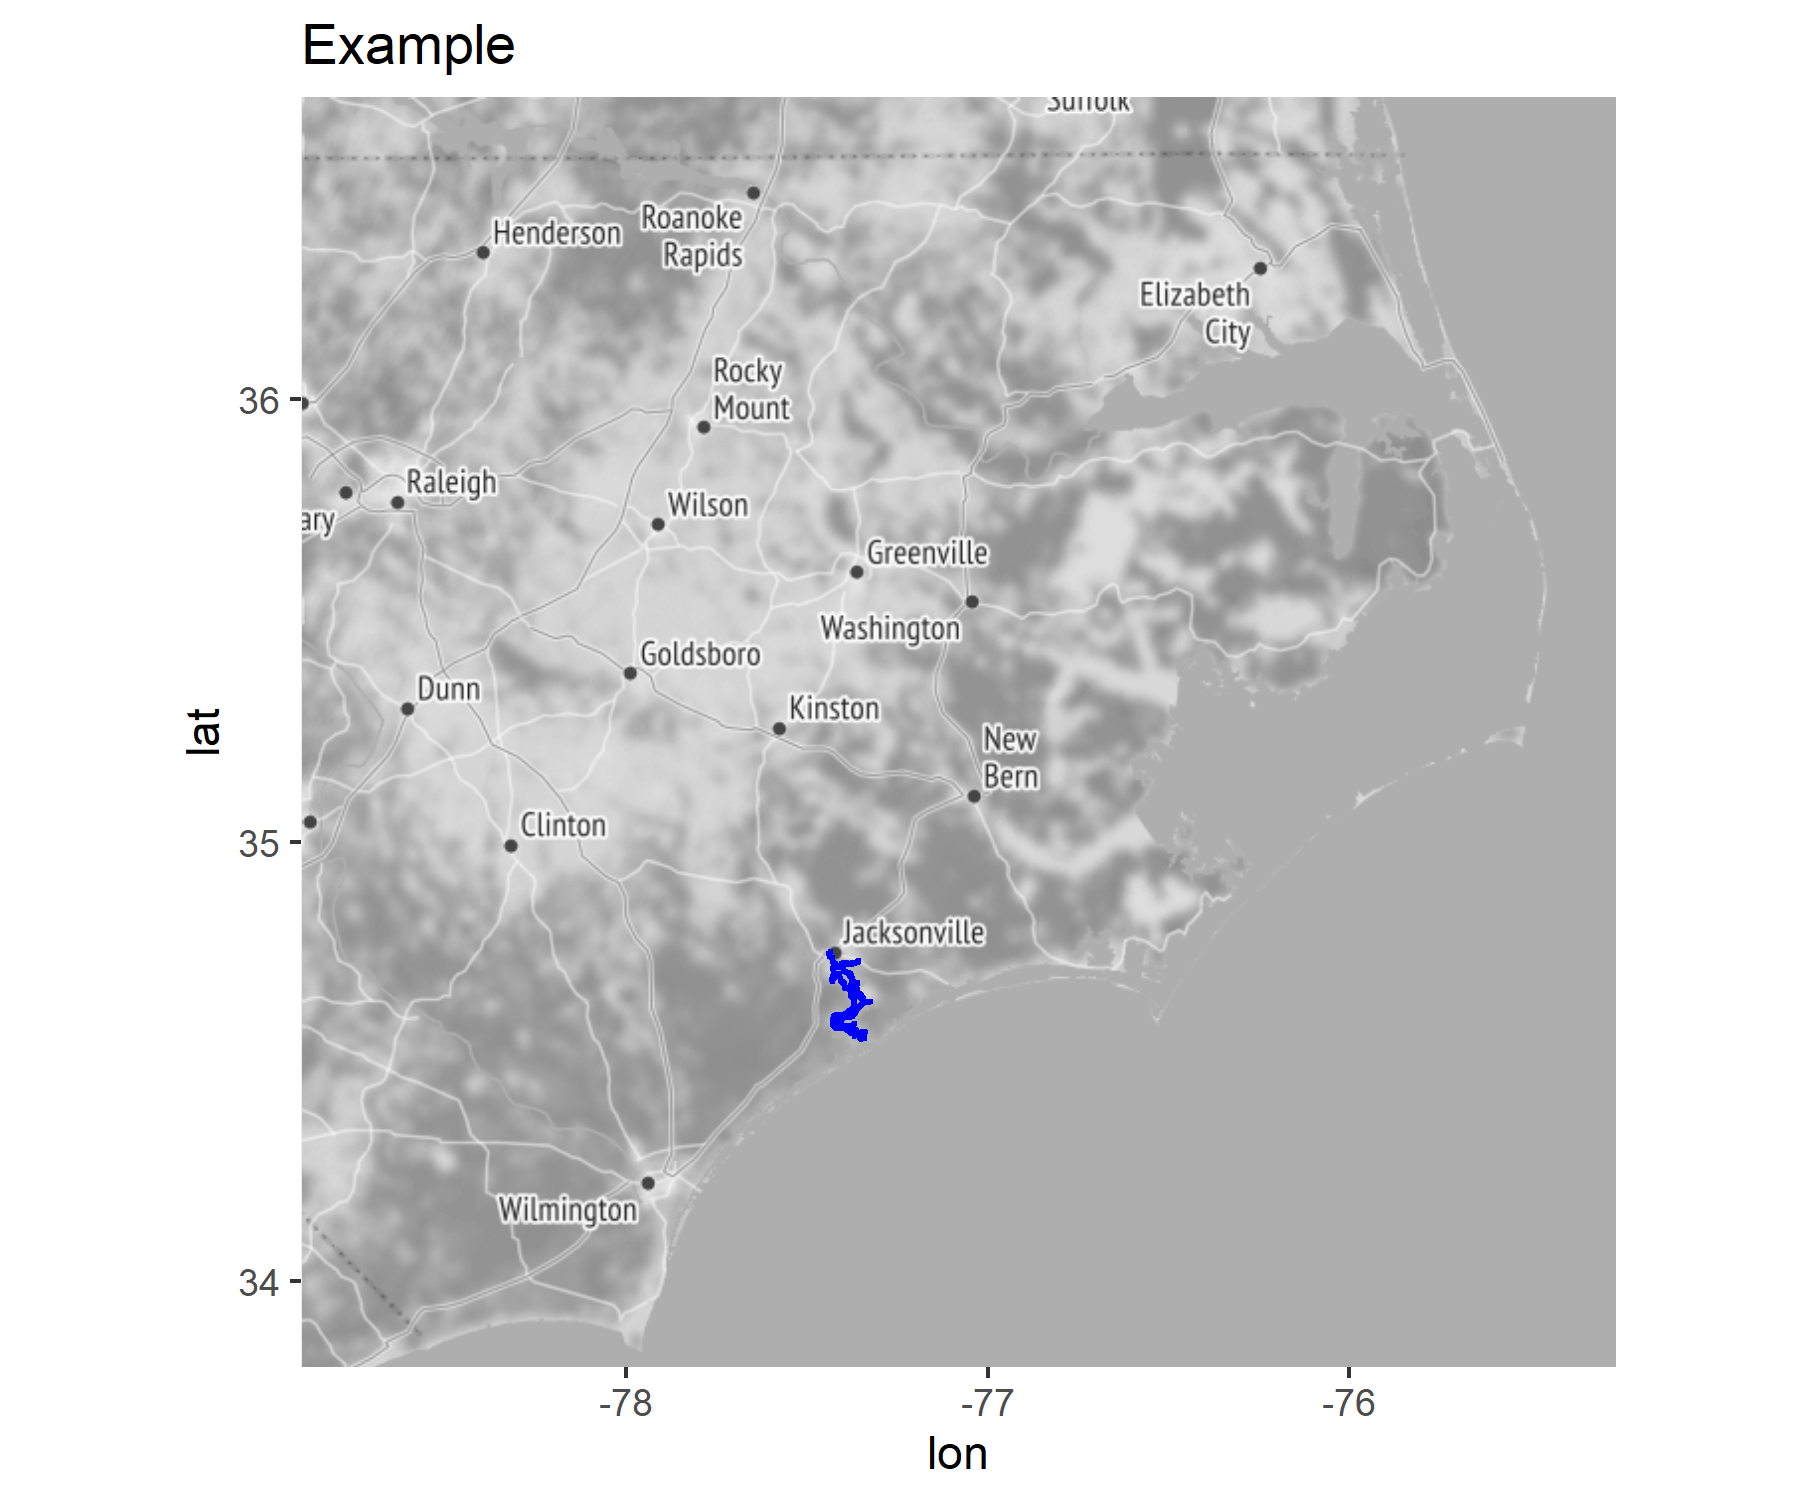 Example
Suffolk
Henderson
Roanoke
Rapids
Elizabeth
City
Rocky
Mount
36
Raleigh
Wilson
ary
Greenville
Washington
Goldsboro
Dunn
Kinston
lat
New
Bern
35
Clinton
Jacksonville
Wilmington
34
-78
-77
-76
lon